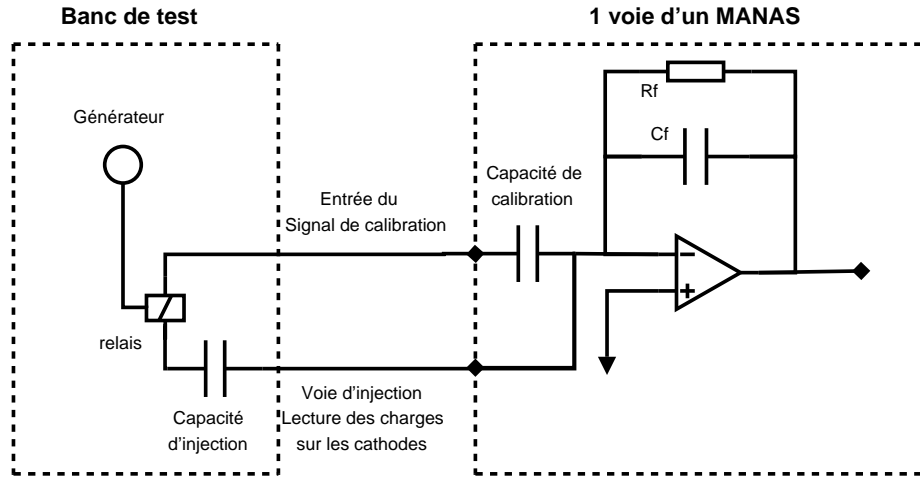 Banc de test
1 voie d'un MANAS
Rf
Générateur
Cf
Capacité de
calibration
Entrée du
Signal de calibration
relais
Voie d'injection
Lecture des charges
sur les cathodes
Capacité
d'injection